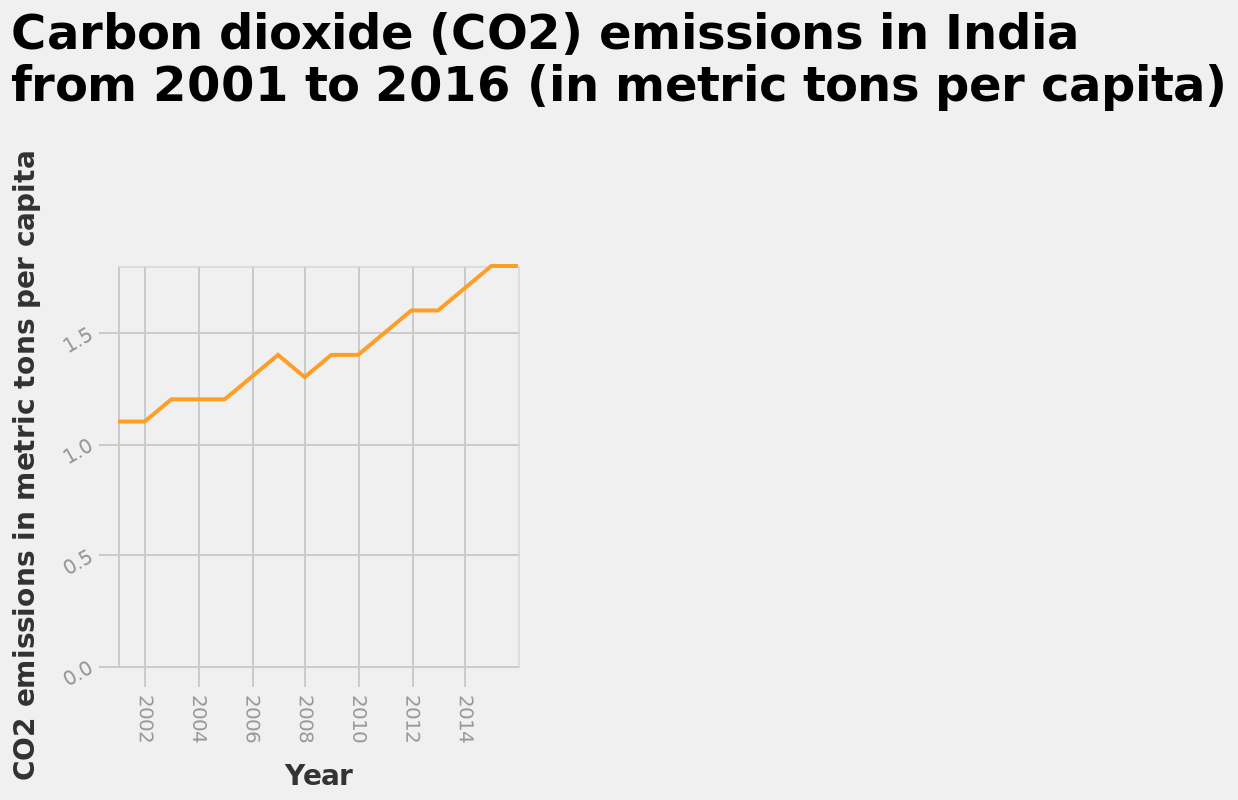 Carbon dioxide (CO2) emissions in India
from 2001 to 2016 (in metric tons per capita)
CO2 emissions in metric tons per capita
1.5
1.0
0.5
0.0
2002
2004
2006
2008
2010
2012
2014
Year